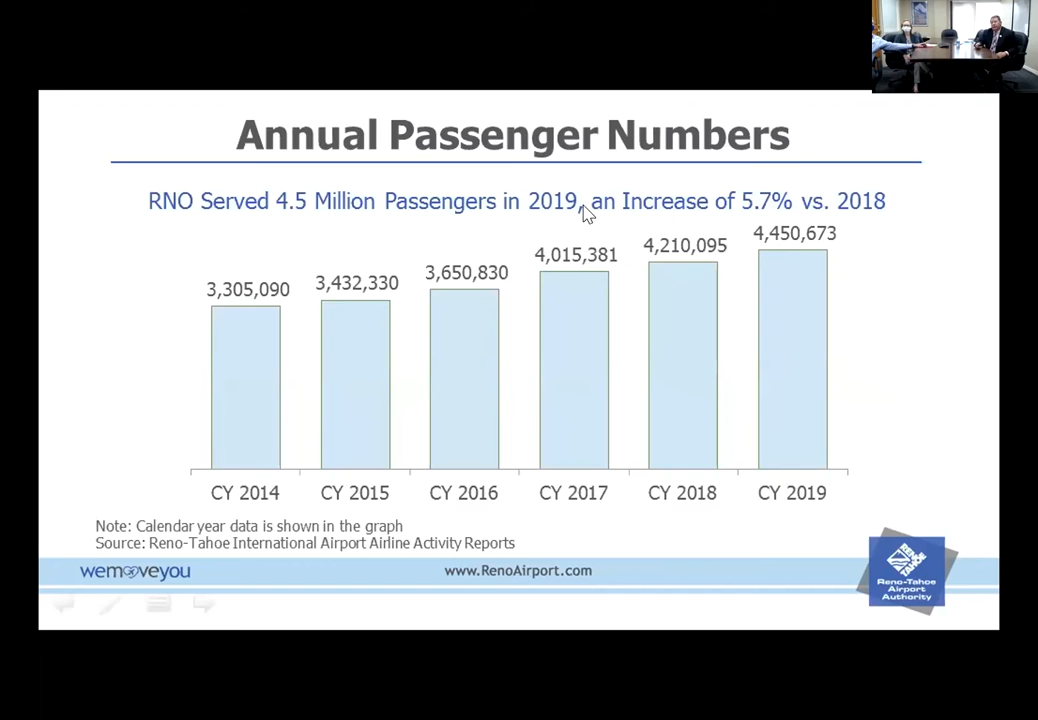 Annual Passenger Numbers
RNO Served 4.5 Million Passengers in 2019, an Increase of 5.7% vs. 2018
3,305,090
3,432,330
3,650,830
4,015,381
4,210,095
4,450,673
CY 2014
CY 2015
CY 2016
CY 2017
CY 2018
CY 2019
Note: Calendar year data is shown in the graph
Source: Reno-Tahoe International Airport Airline Activity Reports
wemoveyou
www.RenoAirport.com
RENO
TAHOE
Reno-Tahoe
Airport
Authority